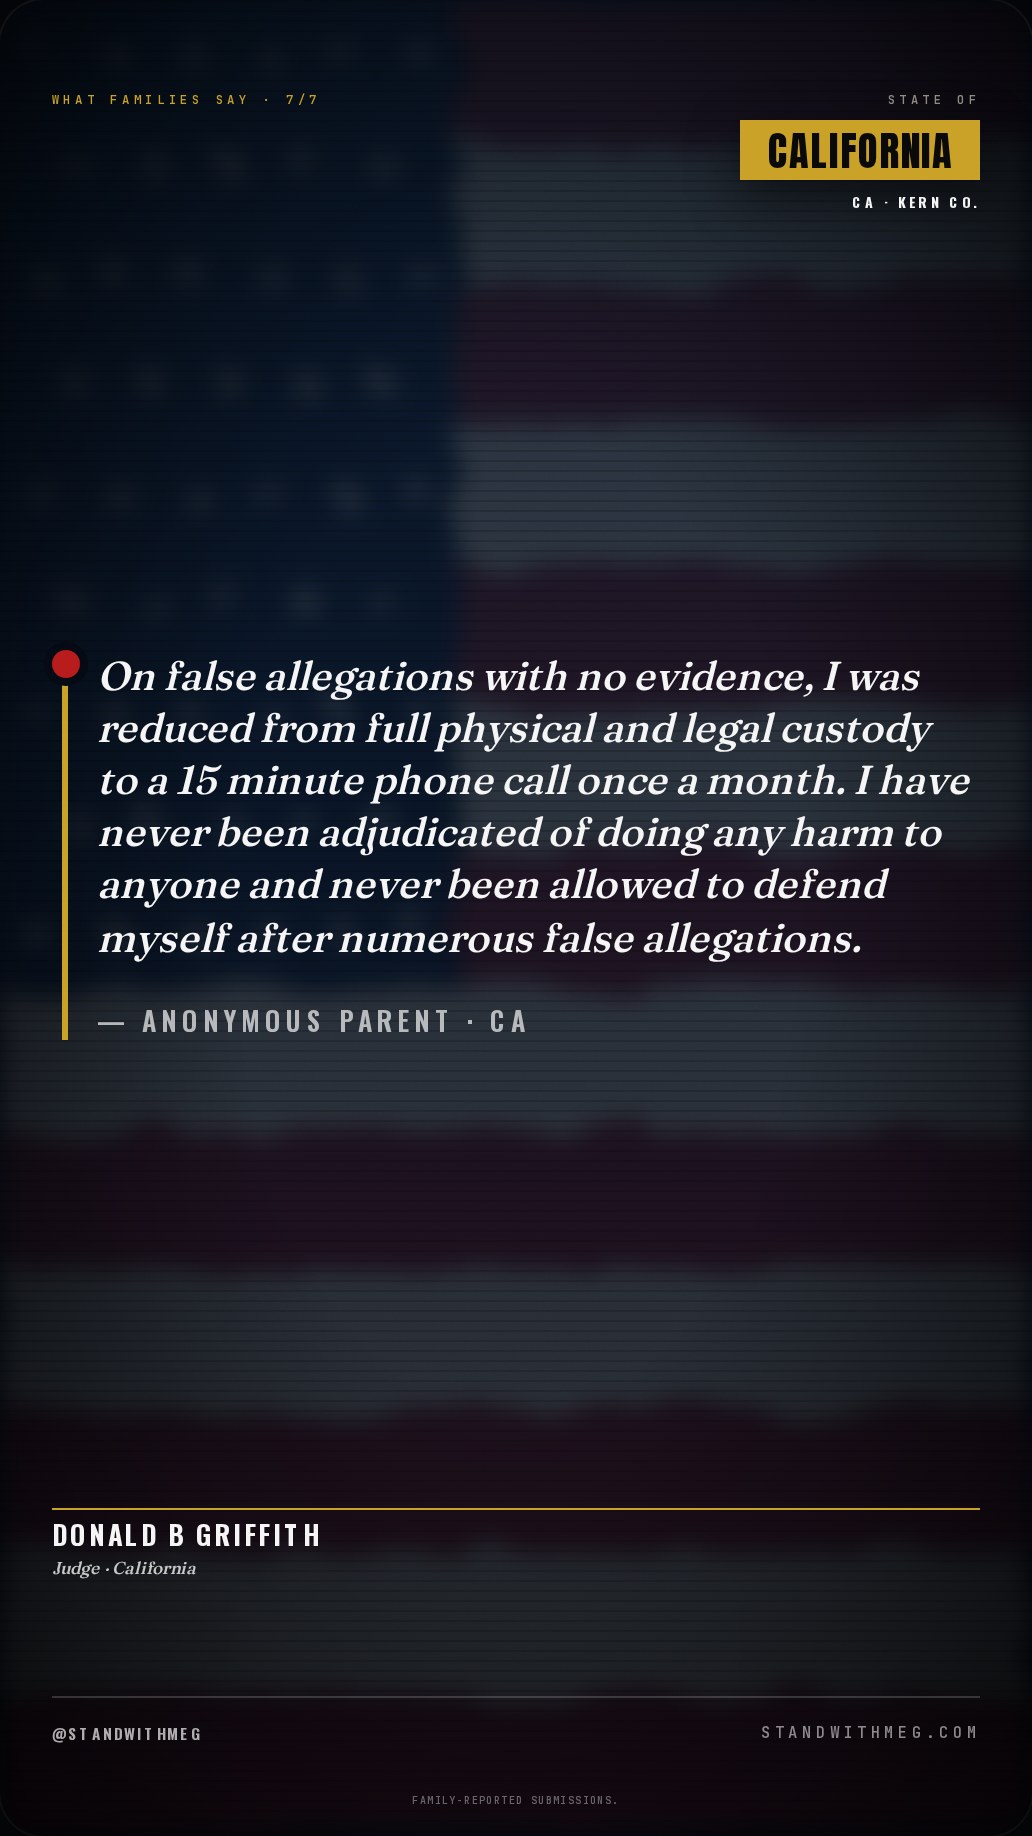 WHAT FAMILIES SAY · 7/7
STATE OF
CALIFORNIA
CA · KERN CO.
On false allegations with no evidence, I was
reduced from full physical and legal custody
to a 15 minute phone call once a month. I have
never been adjudicated of doing any harm to
anyone and never been allowed to defend
myself after numerous false allegations.
— ANONYMOUS PARENT · CA
DONALD B GRIFFITH
Judge · California
@STANDWITHMEG
STANDWITHMEG.COM
FAMILY-REPORTED SUBMISSIONS.